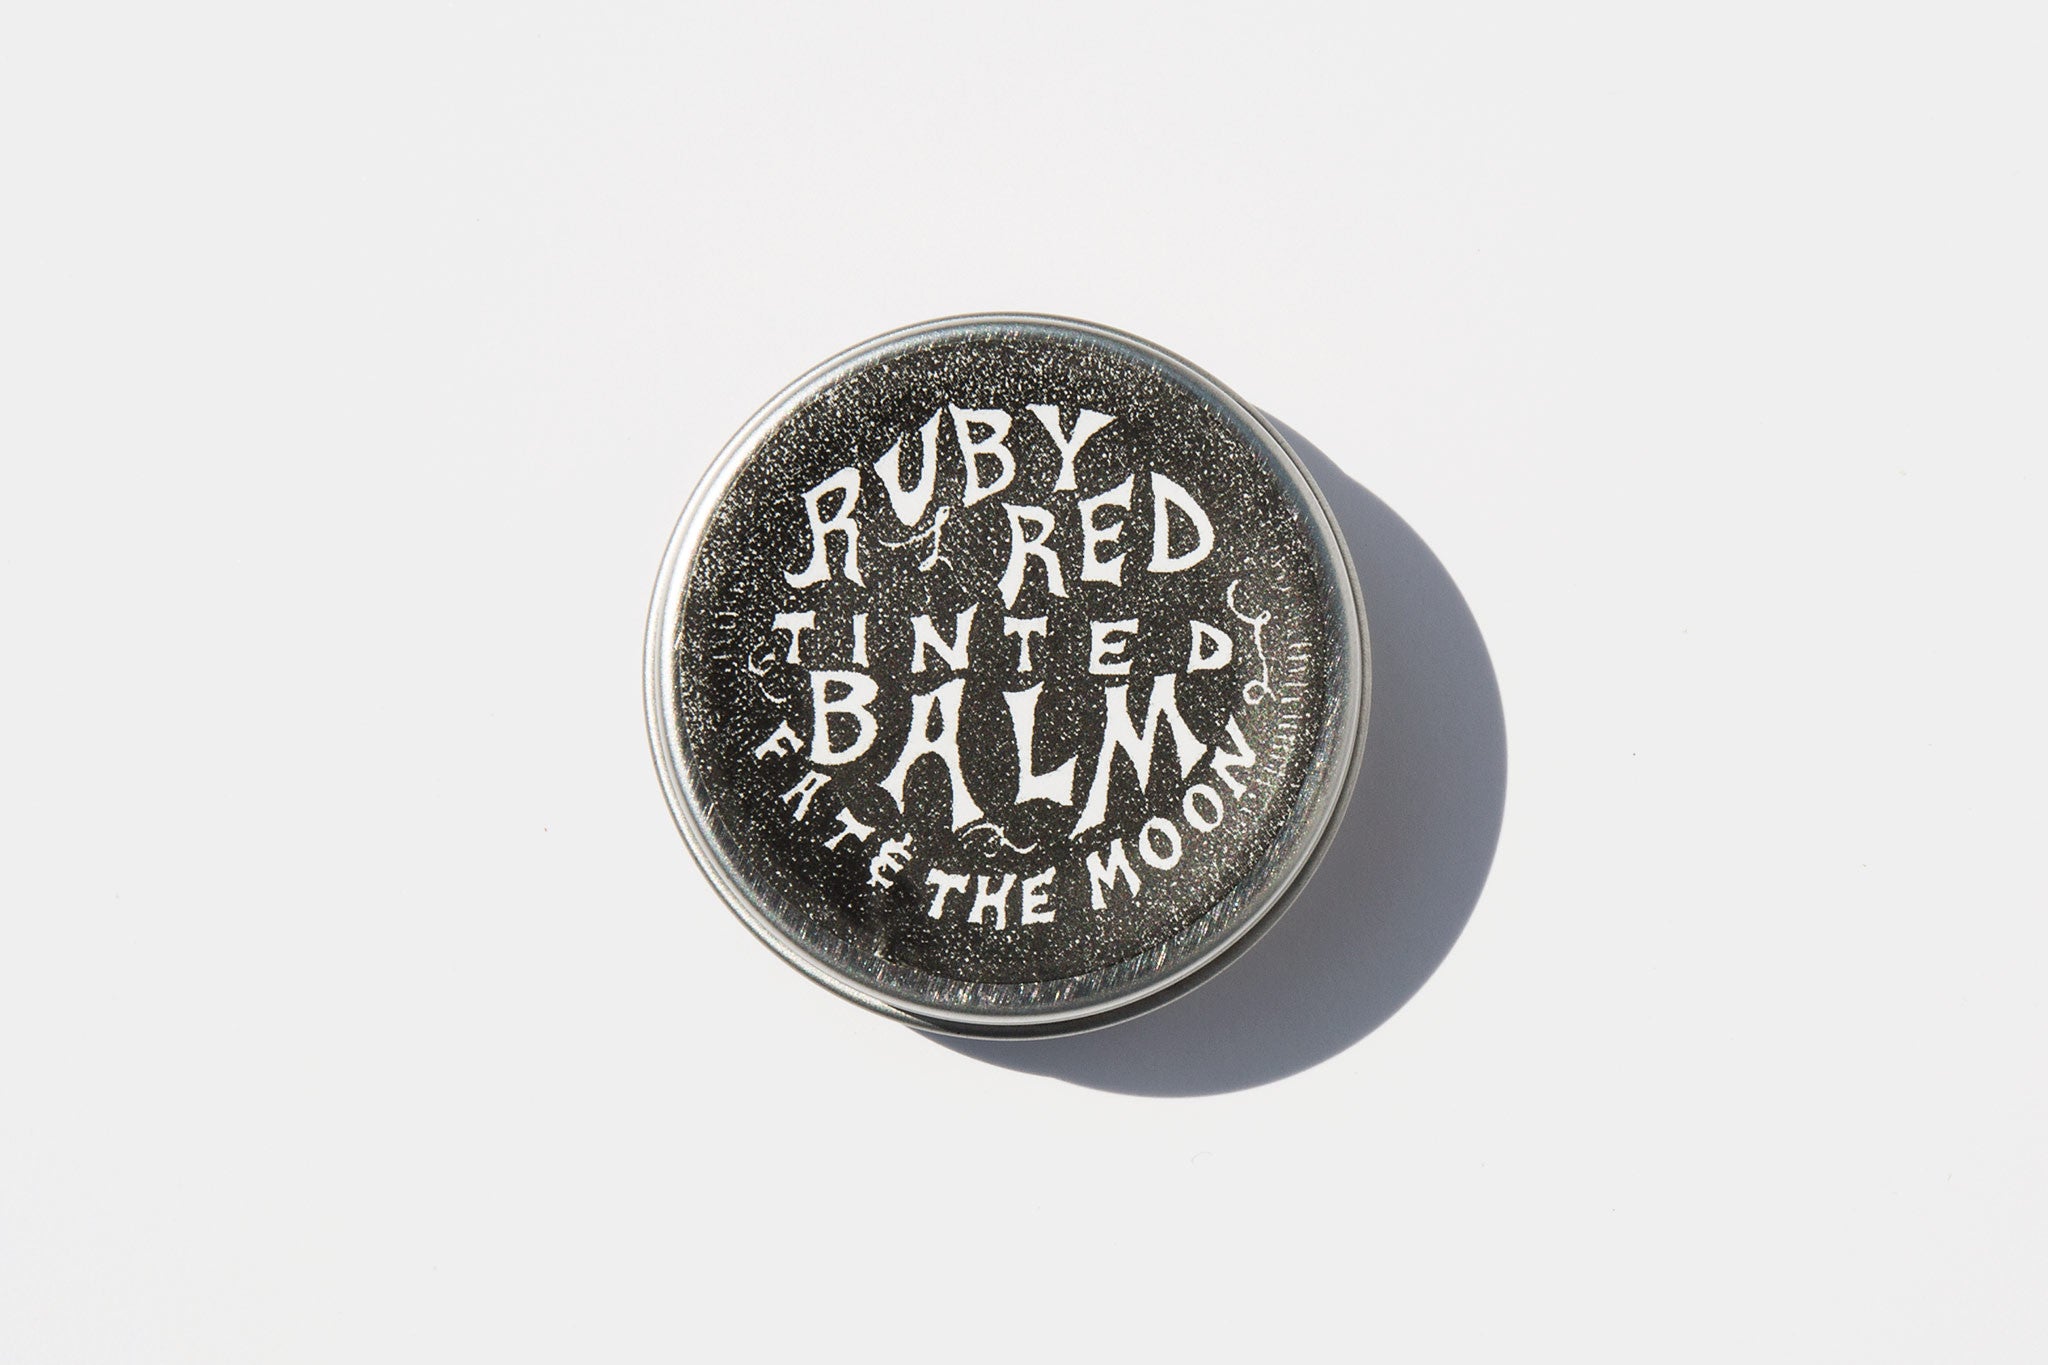 RUBY
RED
TINTED
BALM
FATE THE MOON